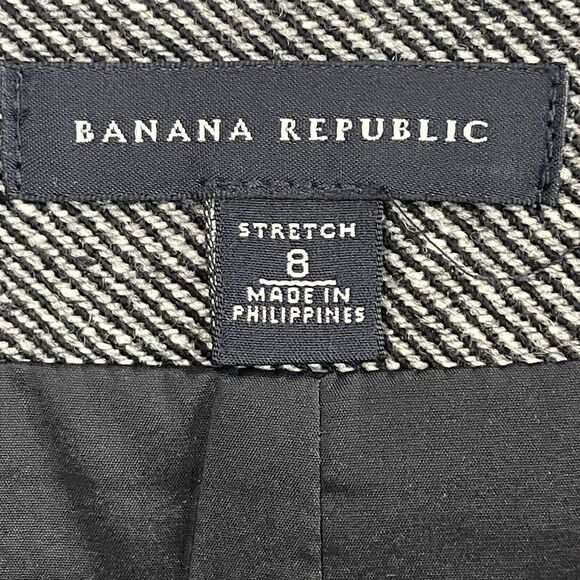 BANANA REPUBLIC
STRETCH
8
MADE IN
PHILIPPINES